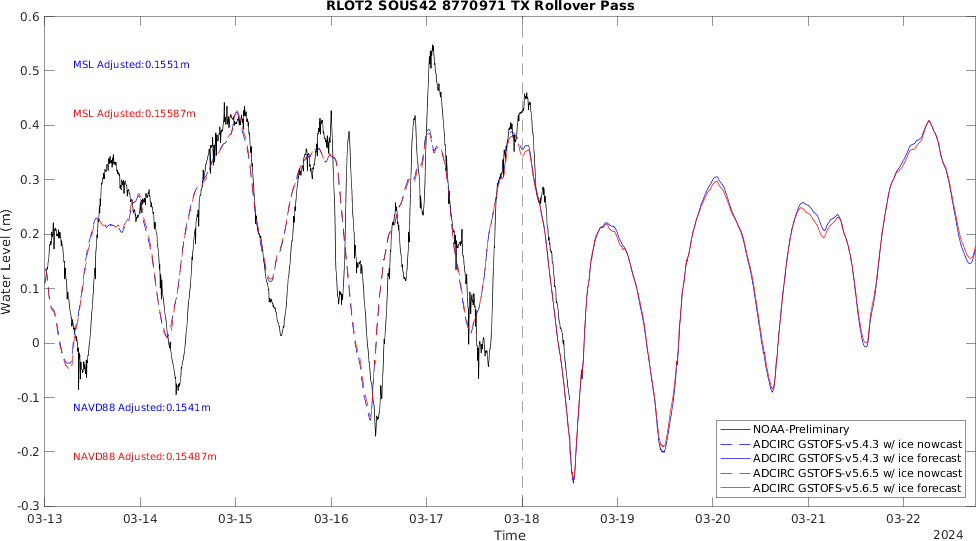 RLOT2 SOUS42 8770971 TX Rollover Pass
0.6
0.5
0.4
0.3
0.2
0.1
0
-0.1
-0.2
-0.3
Water Level (m)
MSL Adjusted:0.1551m
MSL Adjusted:0.15587m
NAVD88 Adjusted:0.1541m
NAVD88 Adjusted:0.15487m
NOAA-Preliminary
ADCIRC GSTOFS-v5.4.3 w/ ice nowcast
ADCIRC GSTOFS-v5.4.3 w/ ice forecast
ADCIRC GSTOFS-v5.6.5 w/ ice nowcast
ADCIRC GSTOFS-v5.6.5 w/ ice forecast
03-13 03-14 03-15 03-16 03-17 03-18 03-19 03-20 03-21 03-22
Time
2024